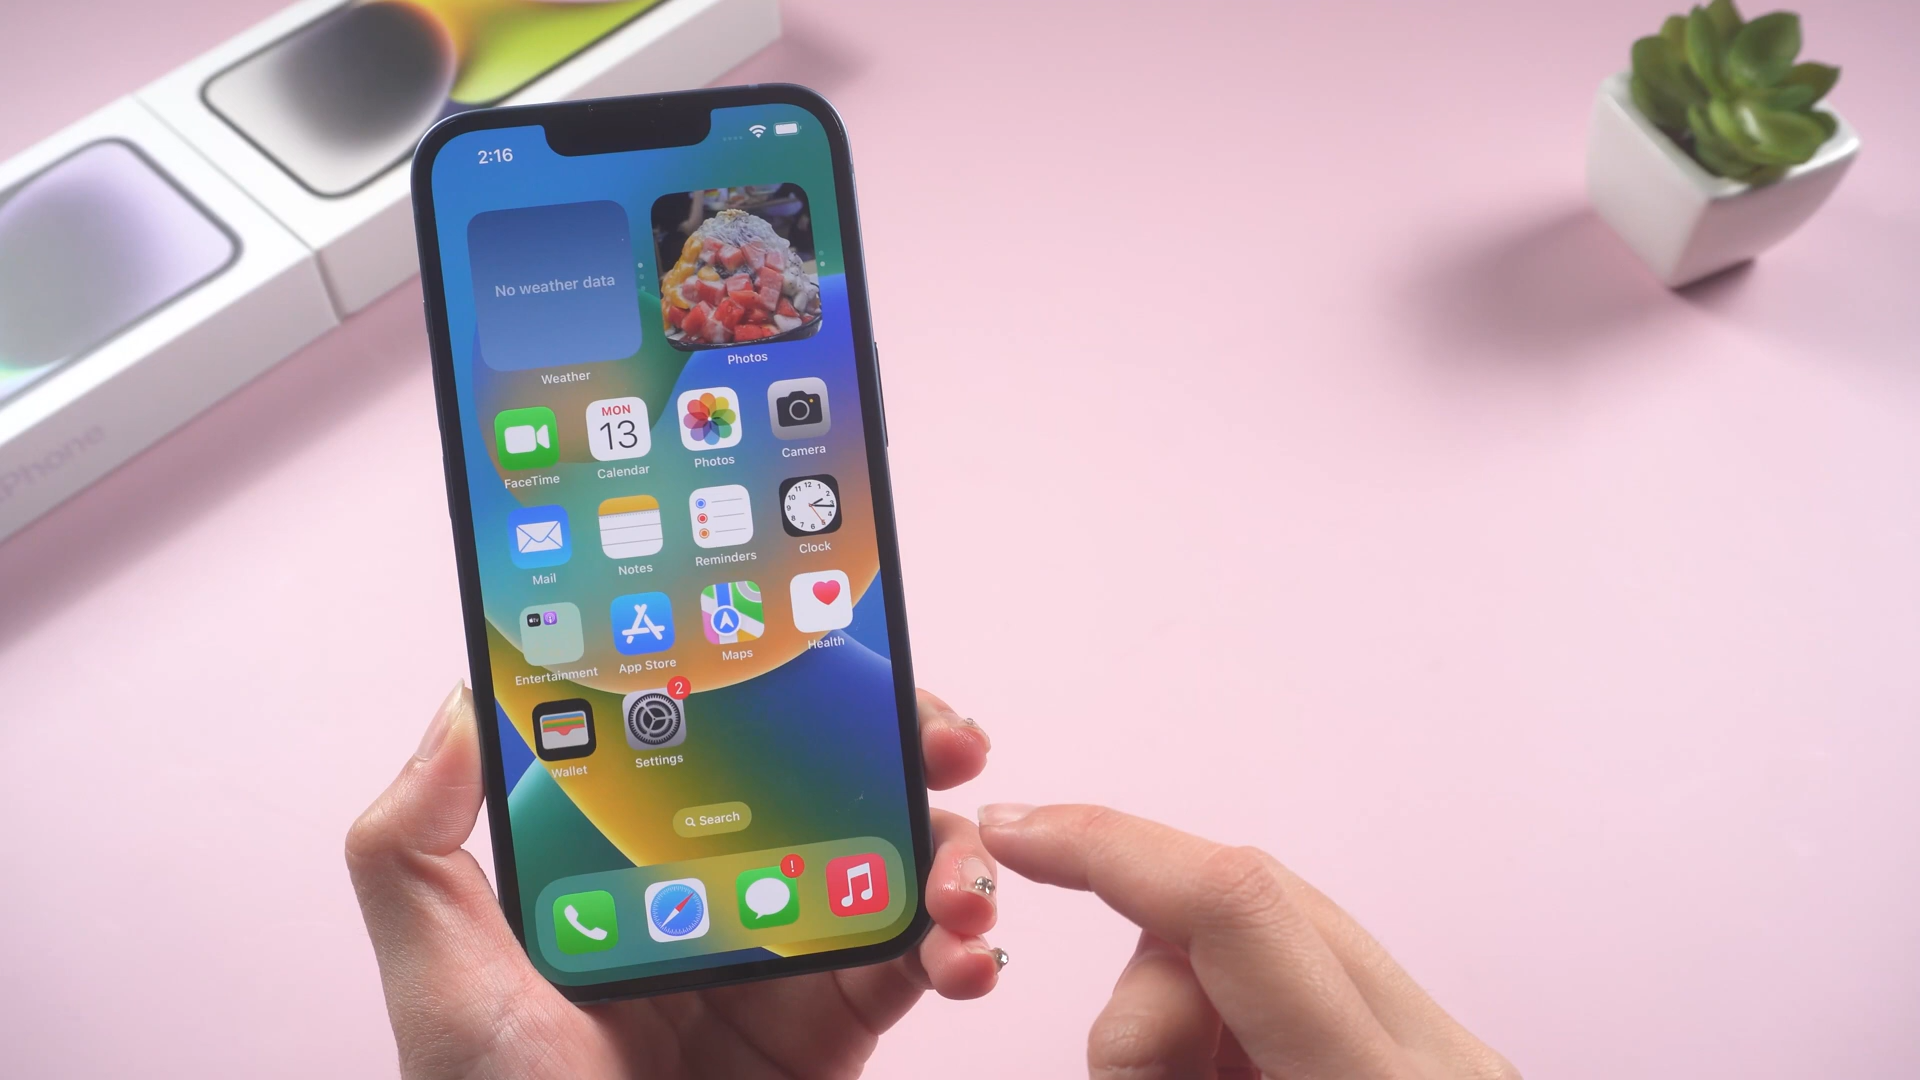 2:16
No weather data
Weather
Photos
FaceTime
MON
13
Calendar
Photos
Camera
Mail
Notes
Reminders
Clock
Entertainment
App Store
Maps
Health
Wallet
2
Settings
Search
!
iPhone